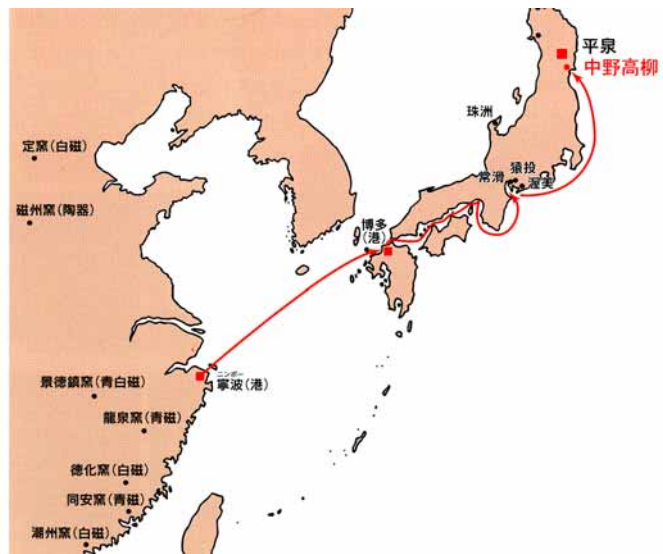 平泉
中野高柳
珠洲
猿投
常滑
渥美
博多
(港)
定窯(白磁)
磁州窯(陶器)
ニンポー
寧波(港)
景徳鎮窯(青白磁)
龍泉窯(青磁)
徳化窯(白磁)
同安窯(青磁)
潮州窯(白磁)